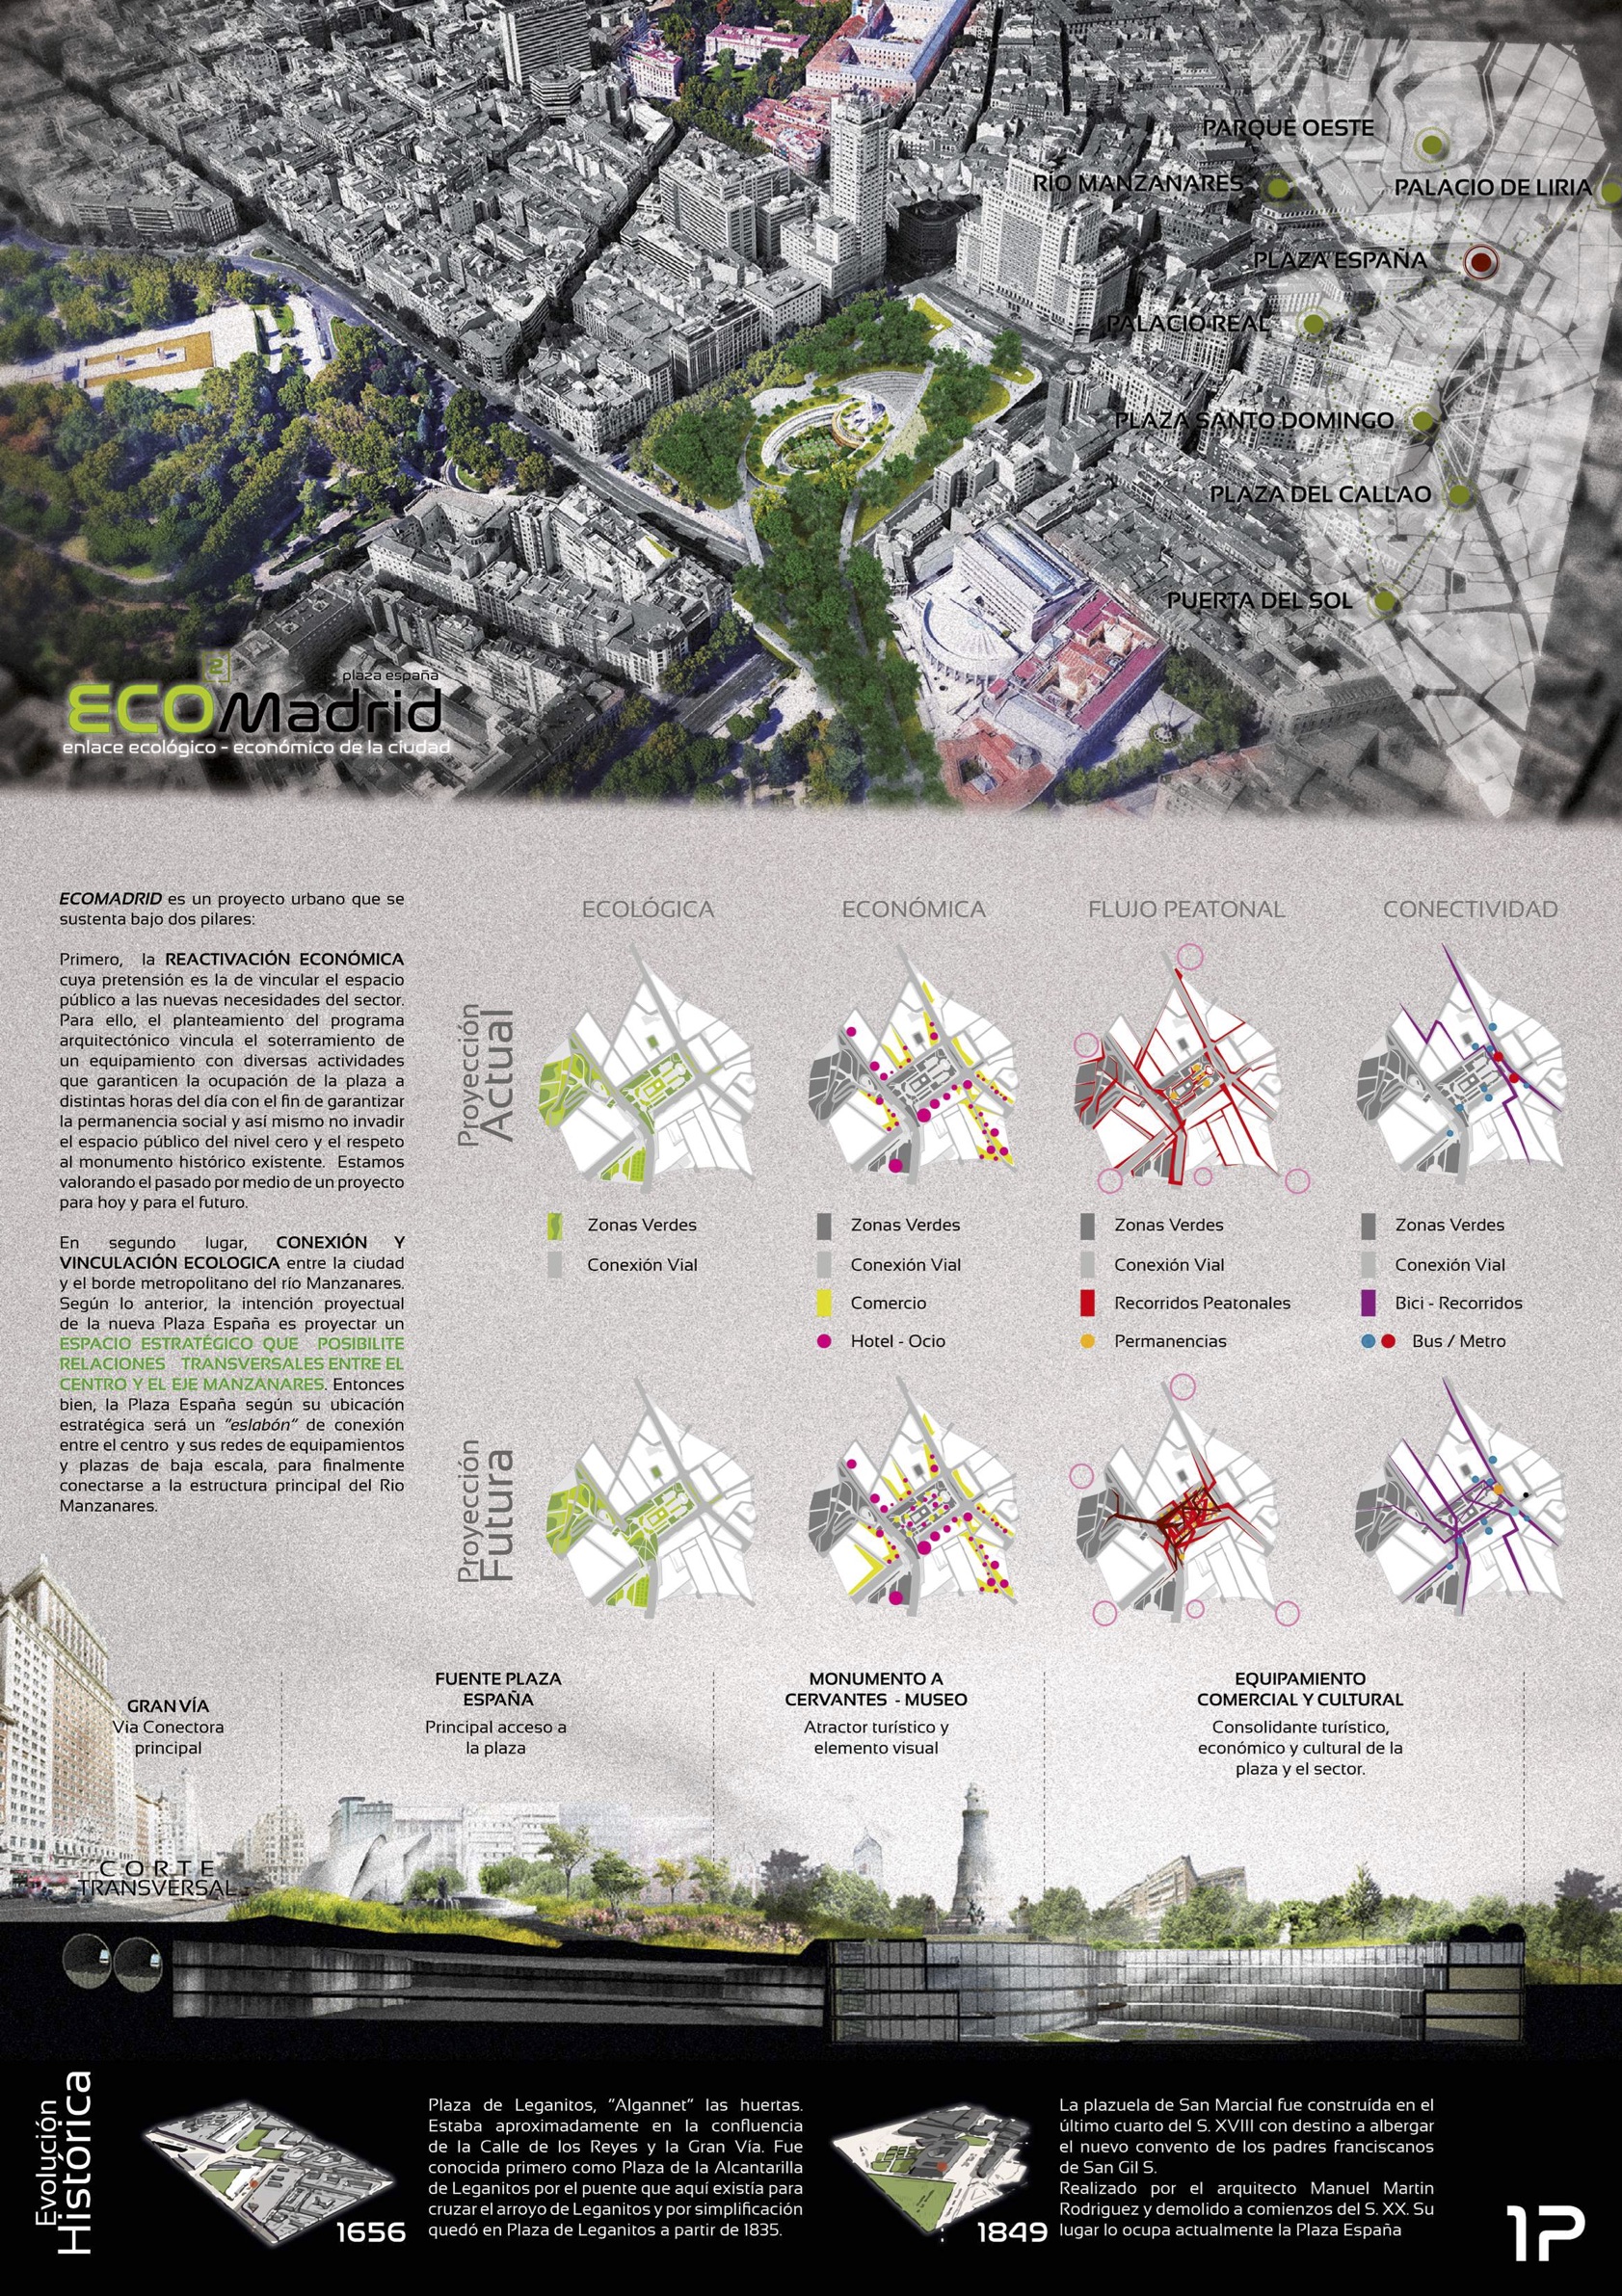 PARQUE OESTE
RÍO MANZANARES
PALACIO DE LIRIA
PLAZA ESPAÑA
PALACIO REAL
PLAZA SANTO DOMINGO
PLAZA DEL CALLAO
PUERTA DEL SOL
2
plaza españa
ECOMadrid
enlace ecológico - económico de la ciudad
ECOMADRID es un proyecto urbano que se
sustenta bajo dos pilares:
Primero, la REACTIVACIÓN ECONÓMICA
cuya pretensión es la de vincular el espacio
público a las nuevas necesidades del sector.
Para ello, el planteamiento del programa
arquitectónico vincula el soterramiento de
un equipamiento con diversas actividades
que garanticen la ocupación de la plaza a
distintas horas del día con el fin de garantizar
la permanencia social y así mismo no invadir
el espacio público del nivel cero y el respeto
al monumento histórico existente. Estamos
valorando el pasado por medio de un proyecto
para hoy y para el futuro.
En segundo lugar, CONEXIÓN Y
VINCULACIÓN ECOLOGICA entre la ciudad
y el borde metropolitano del río Manzanares.
Según lo anterior, la intención proyectual
de la nueva Plaza España es proyectar un
ESPACIO ESTRATÉGICO QUE POSIBILITE
RELACIONES TRANSVERSALES ENTRE EL
CENTRO Y EL EJE MANZANARES. Entonces
bien, la Plaza España según su ubicación
estratégica será un "eslabón" de conexión
entre el centro y sus redes de equipamientos
y plazas de baja escala, para finalmente
conectarse a la estructura principal del Rio
Manzanares.
ECOLÓGICA
ECONÓMICA
FLUJO PEATONAL
CONECTIVIDAD
Proyección
Actual
Zonas Verdes
Conexión Vial
Zonas Verdes
Conexión Vial
Comercio
Hotel - Ocio
Zonas Verdes
Conexión Vial
Recorridos Peatonales
Permanencias
Zonas Verdes
Conexión Vial
Bici - Recorridos
Bus / Metro
Proyección
Futura
GRAN VÍA
Via Conectora
principal
FUENTE PLAZA
ESPAÑA
Principal acceso a
la plaza
MONUMENTO A
CERVANTES - MUSEO
Atractor turístico y
elemento visual
EQUIPAMIENTO
COMERCIAL Y CULTURAL
Consolidante turístico,
económico y cultural de la
plaza y el sector.
CORTE
TRANSVERSAL
Evolución
Histórica
1656
Plaza de Leganitos, "Algannet" las huertas.
Estaba aproximadamente en la confluencia
de la Calle de los Reyes y la Gran Vía. Fue
conocida primero como Plaza de la Alcantarilla
de Leganitos por el puente que aquí existía para
cruzar el arroyo de Leganitos y por simplificación
quedó en Plaza de Leganitos a partir de 1835.
1849
La plazuela de San Marcial fue construída en el
último cuarto del S. XVIII con destino a albergar
el nuevo convento de los padres franciscanos
de San Gil S.
Realizado por el arquitecto Manuel Martin
Rodriguez y demolido a comienzos del S. XX. Su
lugar lo ocupa actualmente la Plaza España
1P